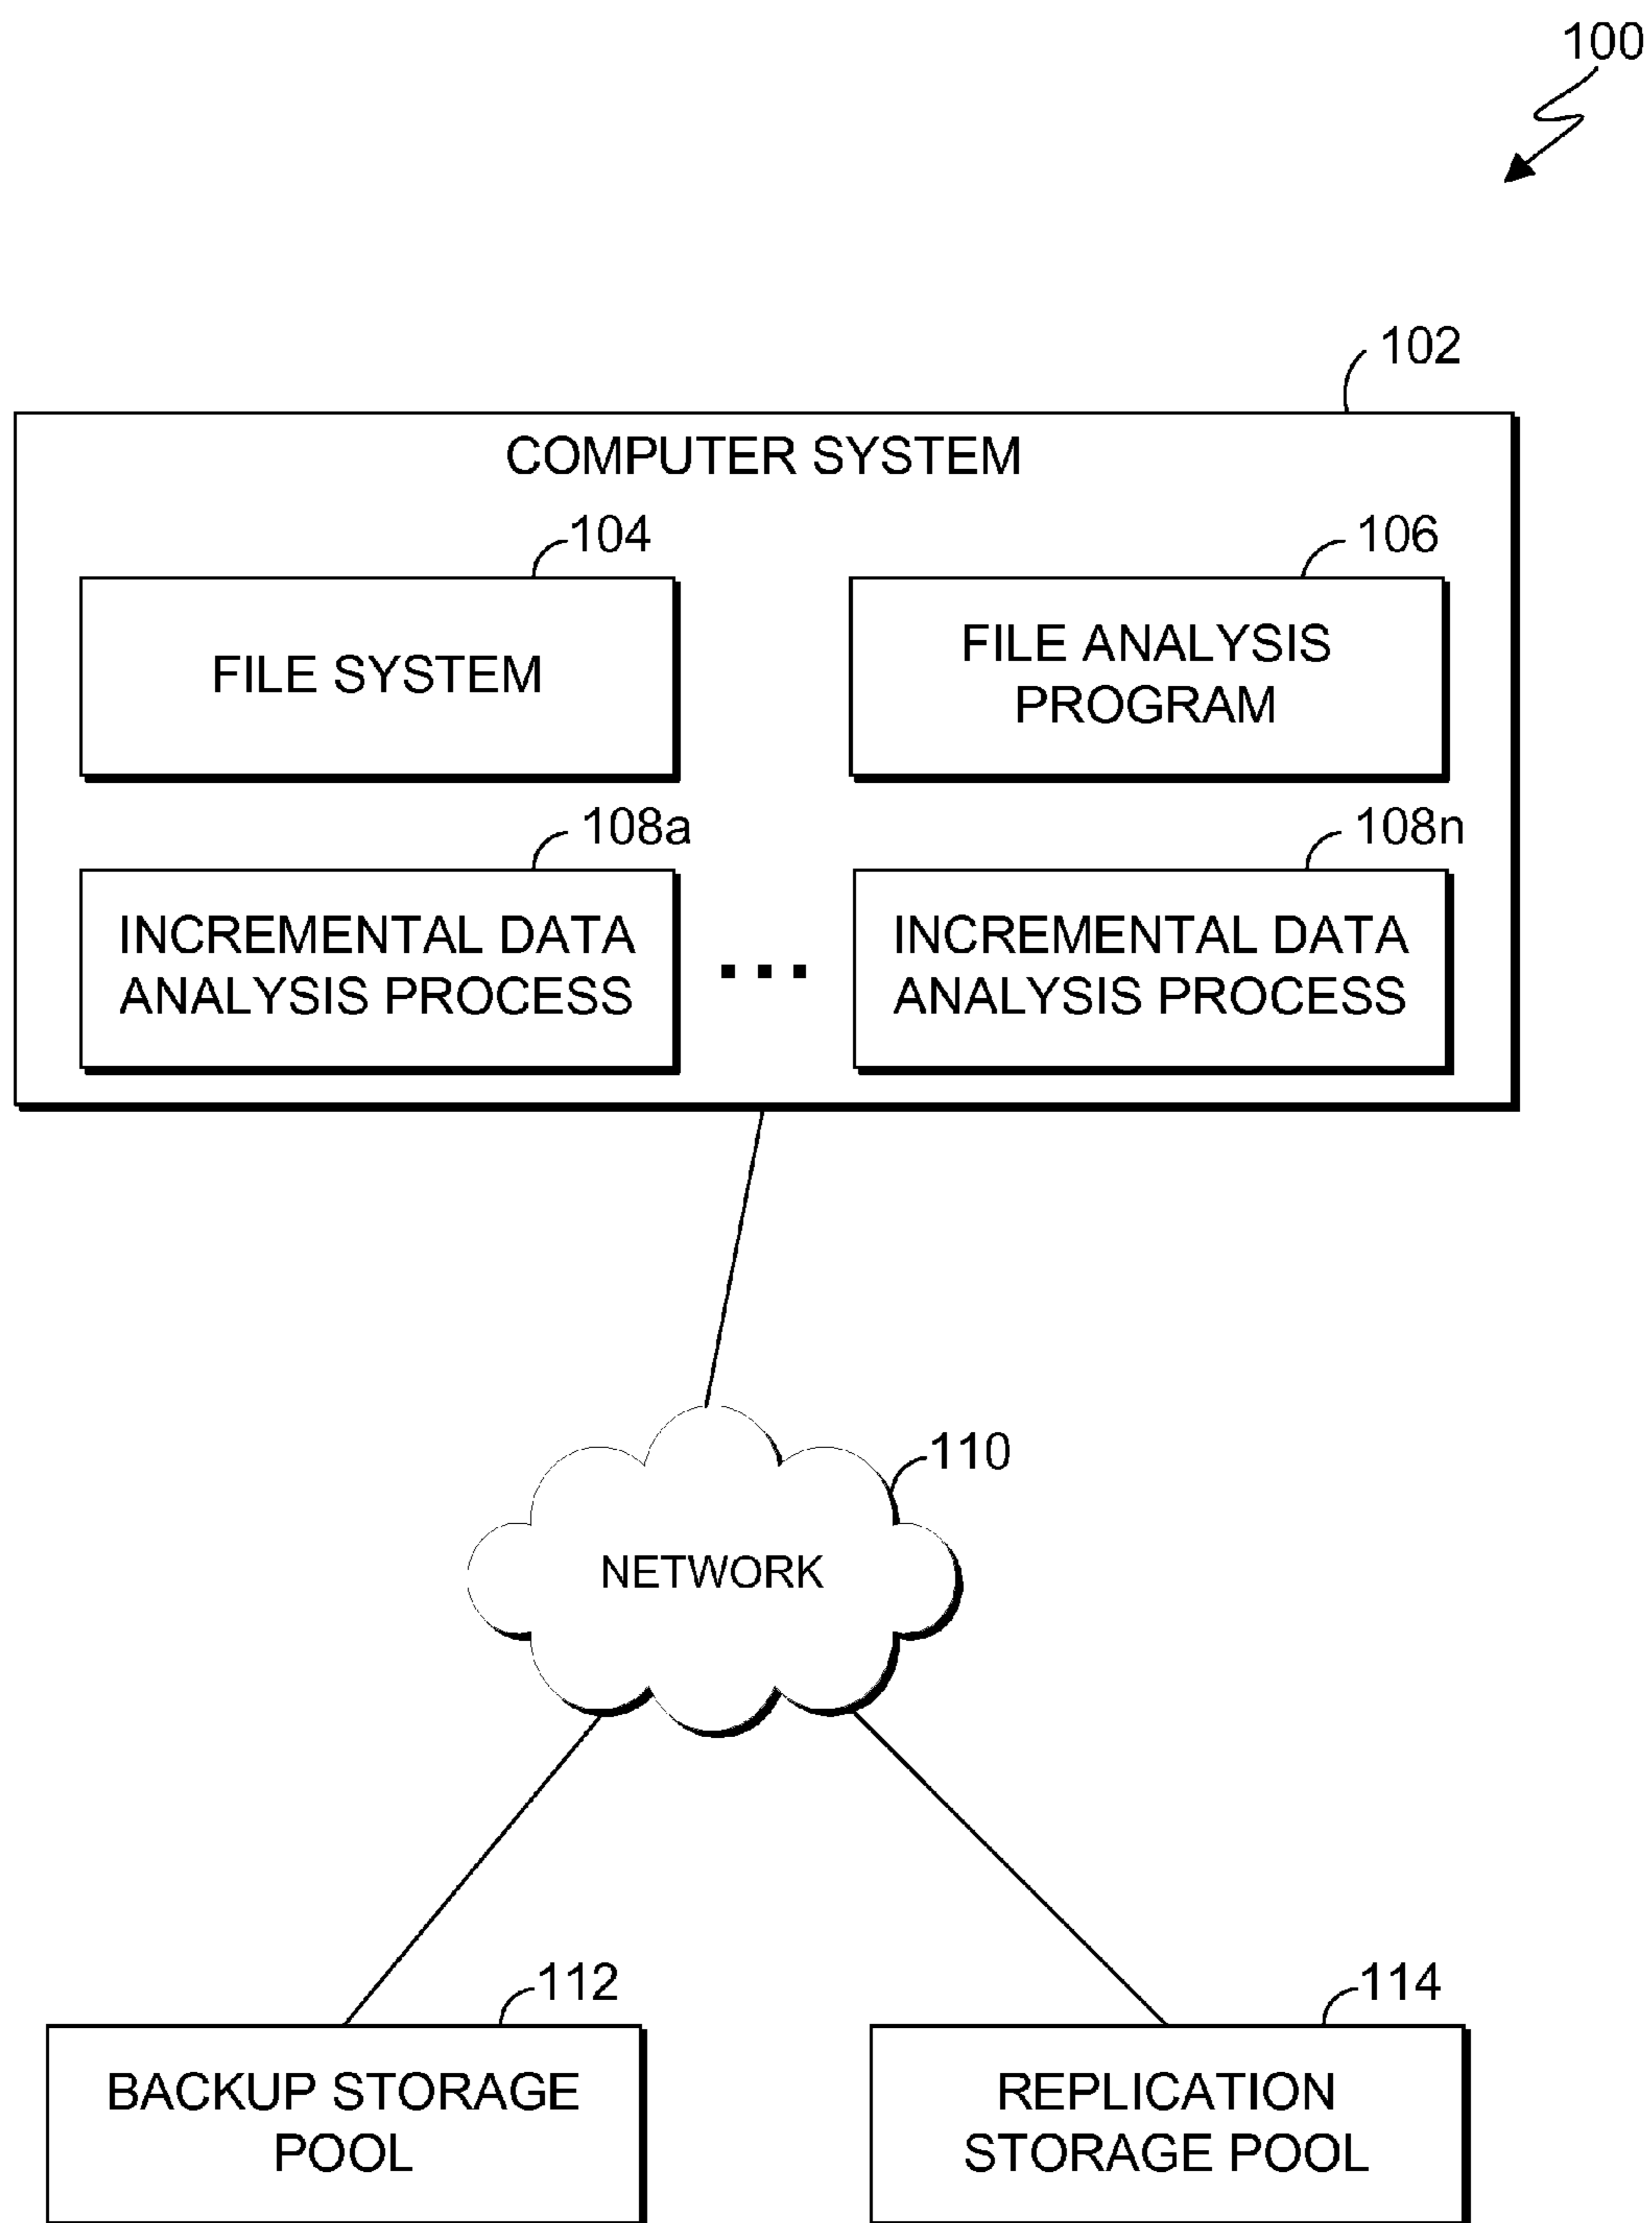 100
102
COMPUTER SYSTEM
104
106
FILE SYSTEM
FILE ANALYSIS
PROGRAM
108a
108n
INCREMENTAL DATA
ANALYSIS PROCESS
...
INCREMENTAL DATA
ANALYSIS PROCESS
110
NETWORK
112
114
BACKUP STORAGE
POOL
REPLICATION
STORAGE POOL